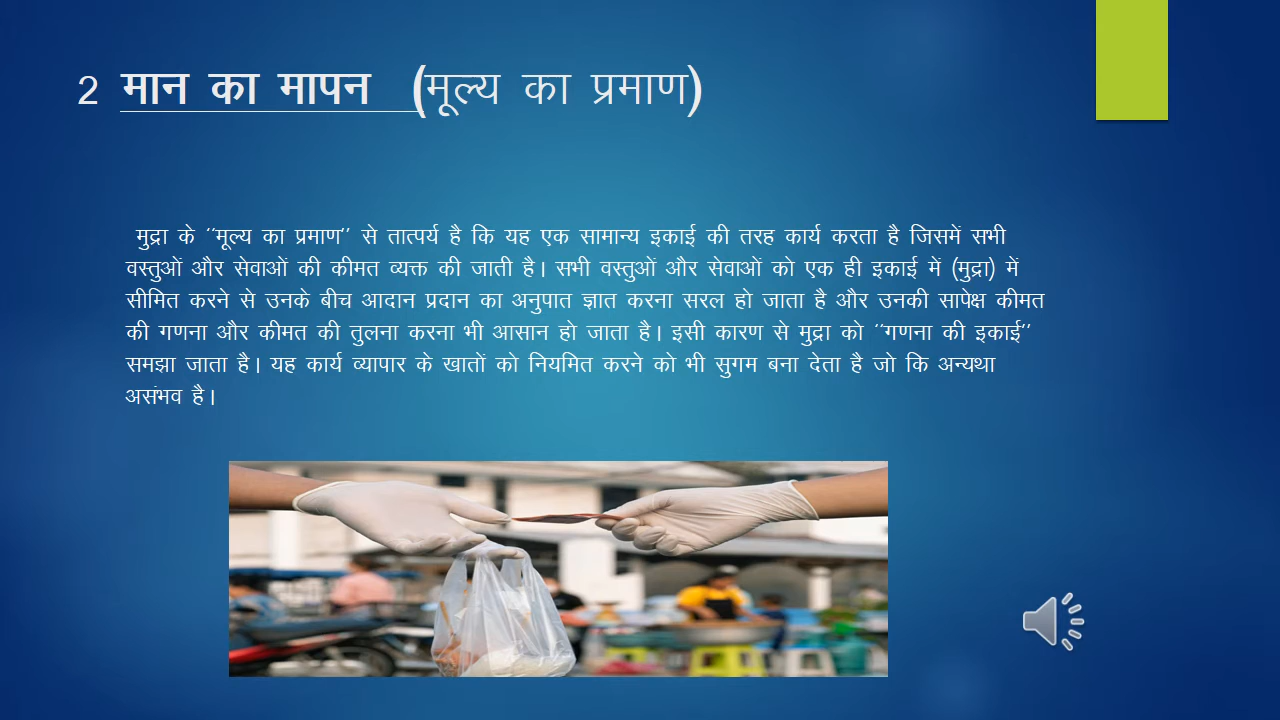 2 मान का मापन (मूल्य का प्रमाण)
मुद्रा के ‘‘मूल्य का प्रमाण’’ से तात्पर्य है कि यह एक सामान्य इकाई की तरह कार्य करता है जिसमें सभी
वस्तुओं और सेवाओं की कीमत व्यक्त की जाती है। सभी वस्तुओं और सेवाओं को एक ही इकाई में (मुद्रा) में
सीमित करने से उनके बीच आदान प्रदान का अनुपात ज्ञात करना सरल हो जाता है और उनकी सापेक्ष कीमत
की गणना और कीमत की तुलना करना भी आसान हो जाता है। इसी कारण से मुद्रा को ‘‘गणना की इकाई’’
समझा जाता है। यह कार्य व्यापार के खातों को नियमित करने को भी सुगम बना देता है जो कि अन्यथा
असंभव है।